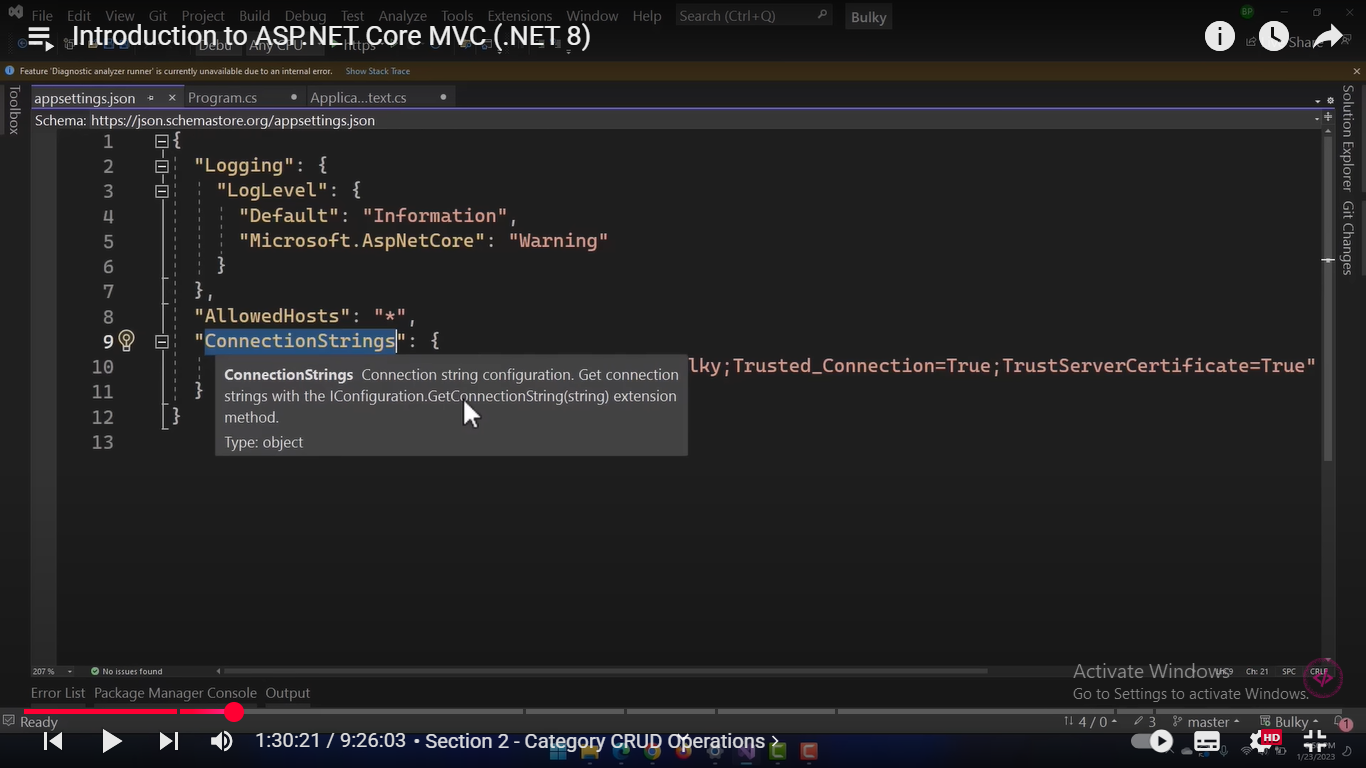 File Edit View Git Project Build Debug Test Analyze Tools Extensions Window Help Search (Ctrl+Q) Bulky
Introduction to ASP.NET Core MVC (.NET 8)
Debu Any CPU https Share
Feature 'Diagnostic analyzer runner' is currently unavailable due to an internal error. Show Stack Trace
Toolbox
appsettings.json Program.cs Applica...text.cs
Solution Explorer
Git Changes
Schema: https://json.schemastore.org/appsettings.json
1 {
2 "Logging": {
3 "LogLevel": {
4 "Default": "Information",
5 "Microsoft.AspNetCore": "Warning"
6 }
7 },
8 "AllowedHosts": "*",
9 "ConnectionStrings": {
10 lky;Trusted_Connection=True;TrustServerCertificate=True"
11 }
12 }
13
ConnectionStrings Connection string configuration. Get connection
strings with the IConfiguration.GetConnectionString(string) extension
method.
Type: object
207 % No issues found Ch: 21 SPC CRLF
Activate Windows
Go to Settings to activate Windows.
Error List Package Manager Console Output
Ready 4 / 0 3 master Bulky 1
1:30:21 / 9:26:03 • Section 2 - Category CRUD Operations
HD
1/23/2023